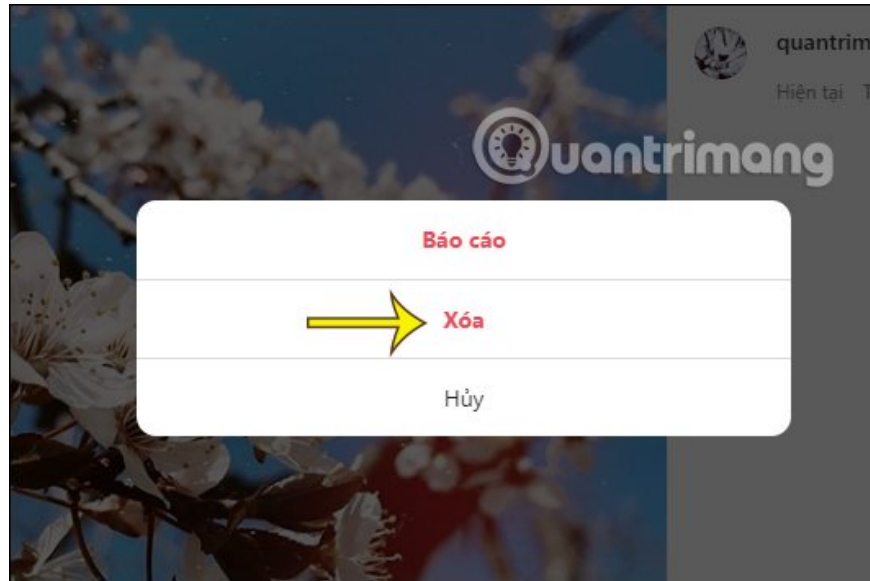 quantrim
Hiện tại T
Quantrimang
Báo cáo
Xóa
Hủy